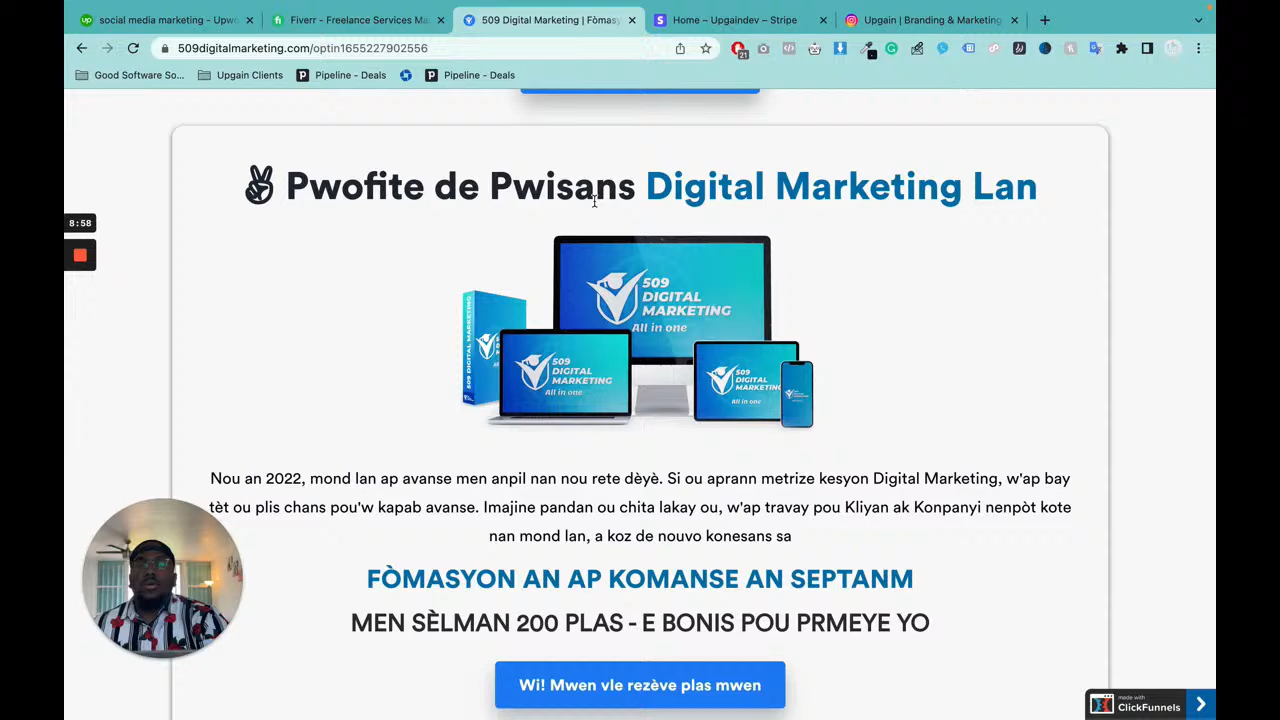 social media marketing - Upwo
Fiverr - Freelance Services Ma
509 Digital Marketing | Fòmasy
Home – Upgaindev – Stripe
Upgain | Branding & Marketing
509digitalmarketing.com/optin1655227902556
21
Good Software So...
Upgain Clients
Pipeline - Deals
Pipeline - Deals
✌ Pwofite de Pwisans Digital Marketing Lan
8:58
509
DIGITAL
MARKETING
All in one
509 DIGITAL MARKETING
509
DIGITAL
MARKETING
All in one
509
DIGITAL
MARKETING
All in one
Nou an 2022, mond lan ap avanse men anpil nan nou rete dèyè. Si ou aprann metrize kesyon Digital Marketing, w'ap bay
tèt ou plis chans pou'w kapab avanse. Imajine pandan ou chita lakay ou, w'ap travay pou Kliyan ak Konpanyi nenpòt kote
nan mond lan, a koz de nouvo konesans sa
FÒMASYON AN AP KOMANSE AN SEPTANM
MEN SÈLMAN 200 PLAS - E BONIS POU PRMEYE YO
Wi! Mwen vle rezève plas mwen
made with
ClickFunnels